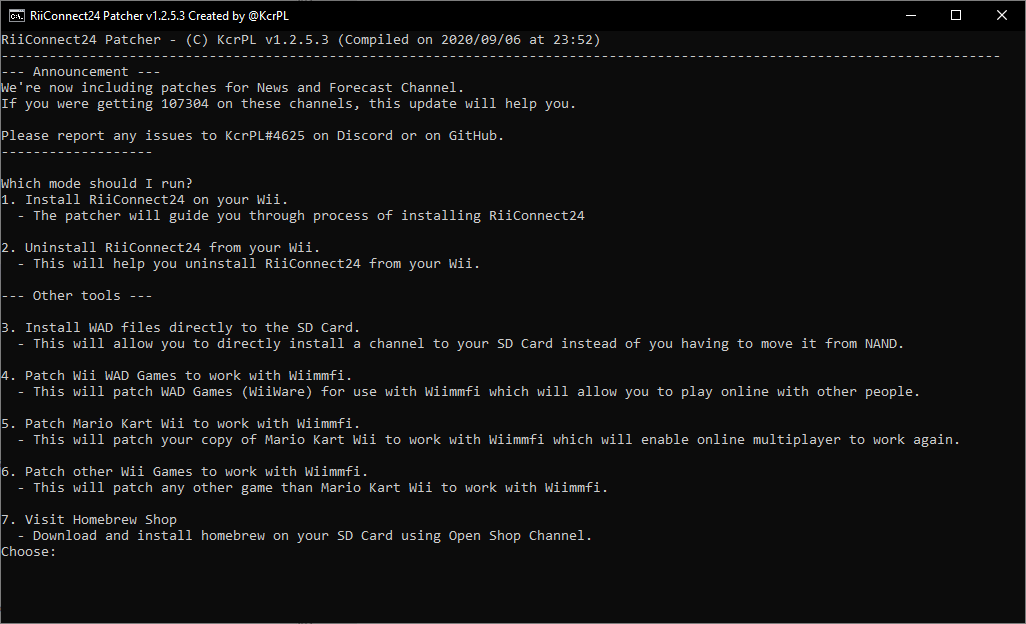 RiiConnect24 Patcher v1.2.5.3 Created by @KcrPL
RiiConnect24 Patcher - (C) KcrPL v1.2.5.3 (Compiled on 2020/09/06 at 23:52)
-----------------------------------------------------------------------------------------------------------------------------
--- Announcement ---
We're now including patches for News and Forecast Channel.
If you were getting 107304 on these channels, this update will help you.
Please report any issues to KcrPL#4625 on Discord or on GitHub.
-------------------
Which mode should I run?
1. Install RiiConnect24 on your Wii.
- The patcher will guide you through process of installing RiiConnect24
2. Uninstall RiiConnect24 from your Wii.
- This will help you uninstall RiiConnect24 from your Wii.
--- Other tools ---
3. Install WAD files directly to the SD Card.
- This will allow you to directly install a channel to your SD Card instead of you having to move it from NAND.
4. Patch Wii WAD Games to work with Wiimmfi.
- This will patch WAD Games (WiiWare) for use with Wiimmfi which will allow you to play online with other people.
5. Patch Mario Kart Wii to work with Wiimmfi.
- This will patch your copy of Mario Kart Wii to work with Wiimmfi which will enable online multiplayer to work again.
6. Patch other Wii Games to work with Wiimmfi.
- This will patch any other game than Mario Kart Wii to work with Wiimmfi.
7. Visit Homebrew Shop
- Download and install homebrew on your SD Card using Open Shop Channel.
Choose: